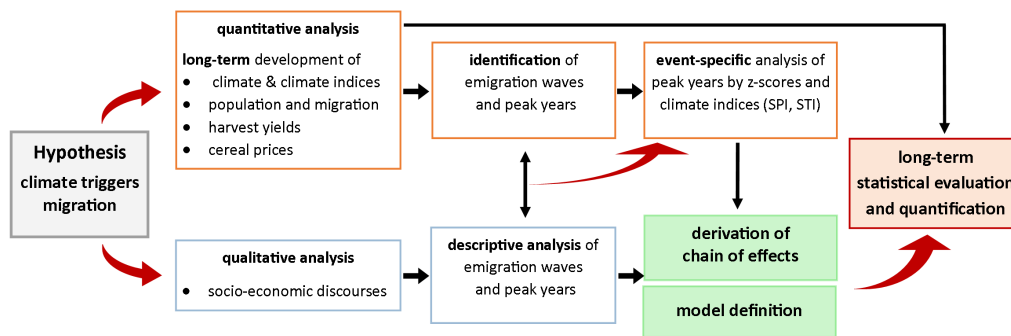 Hypothesis
climate triggers
migration
quantitative analysis
long-term development of
• climate & climate indices
• population and migration
• harvest yields
• cereal prices
identification of
emigration waves
and peak years
event-specific analysis of
peak years by z-scores and
climate indices (SPI, STI)
qualitative analysis
• socio-economic discourses
descriptive analysis of
emigration waves
and peak years
derivation of
chain of effects
model definition
long-term
statistical evaluation
and quantification